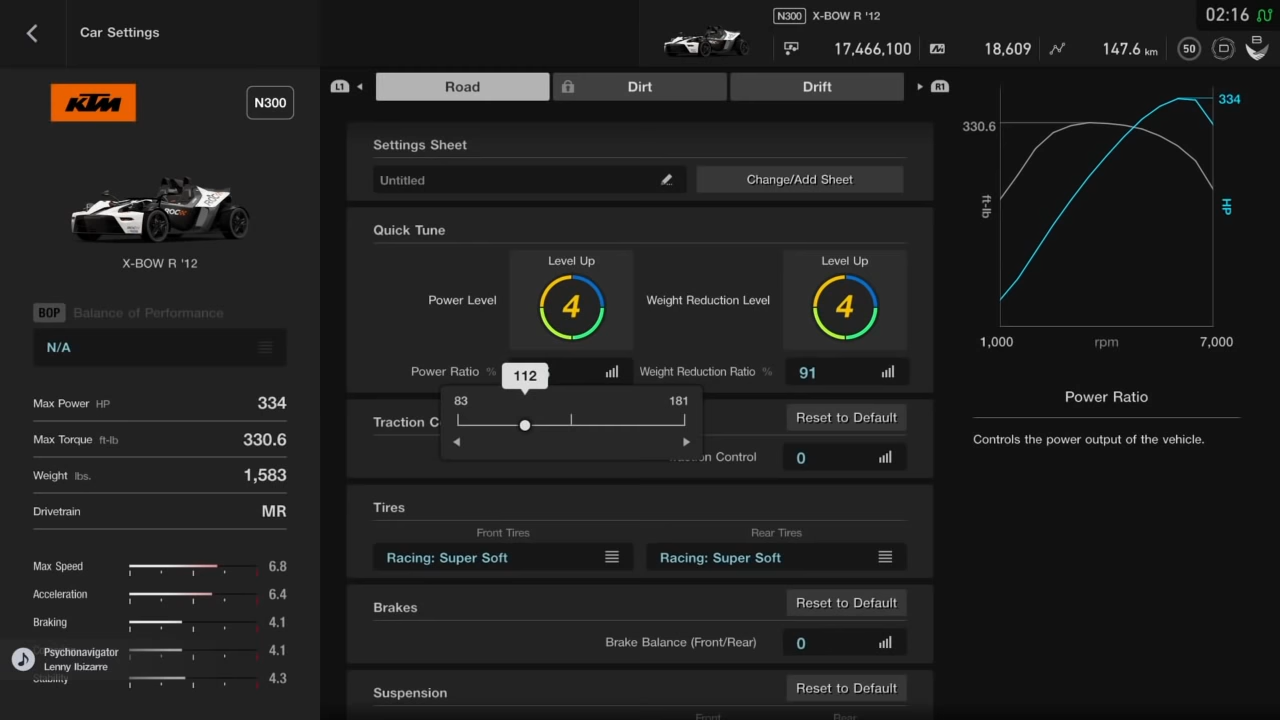 Car Settings
N300 X-BOW R '12
02:16
17,466,100
18,609
147.6 km
50
B
KTM
N300
X-BOW R '12
BOP Balance of Performance
N/A
Max Power HP 334
Max Torque ft-lb 330.6
Weight lbs. 1,583
Drivetrain MR
Max Speed 6.8
Acceleration 6.4
Braking 4.1
4.1
Stability 4.3
Psychonavigator
Lenny Ibizarre
L1 Road Dirt Drift R1
Settings Sheet
Untitled Change/Add Sheet
Quick Tune
Level Up Level Up
Power Level 4 Weight Reduction Level 4
Power Ratio % Weight Reduction Ratio % 91
112
83 181
Reset to Default
Traction Control 0
Tires
Front Tires Rear Tires
Racing: Super Soft Racing: Super Soft
Brakes Reset to Default
Brake Balance (Front/Rear) 0
Suspension Reset to Default
Front Rear
334
330.6
ft-lb HP
1,000 rpm 7,000
Power Ratio
Controls the power output of the vehicle.